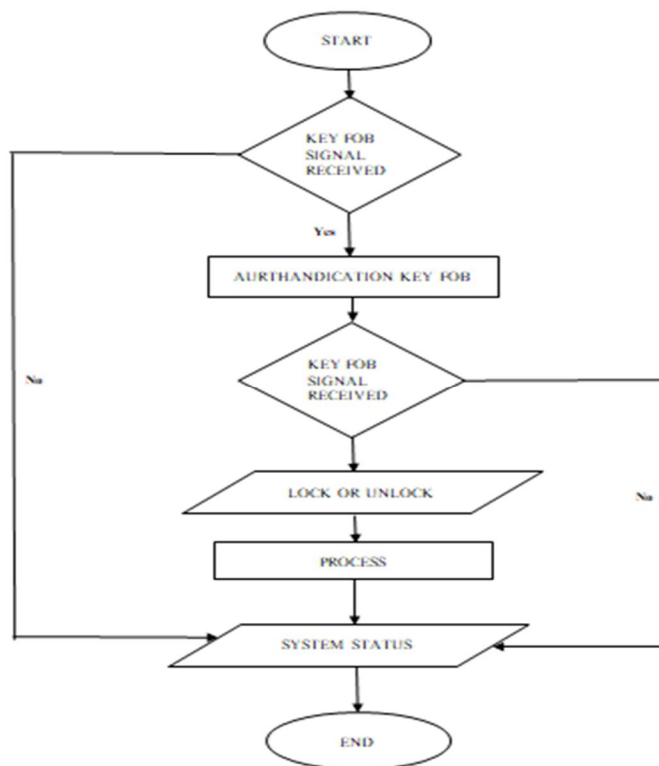 START
KEY FOB
SIGNAL
RECEIVED
Yes
AURTHANDICATION KEY FOB
KEY FOB
SIGNAL
RECEIVED
No
No
LOCK OR UNLOCK
PROCESS
SYSTEM STATUS
END